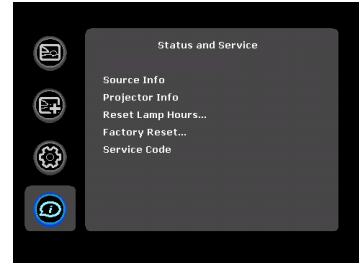 Status and Service
Source Info
Projector Info
Reset Lamp Hours...
Factory Reset...
Service Code